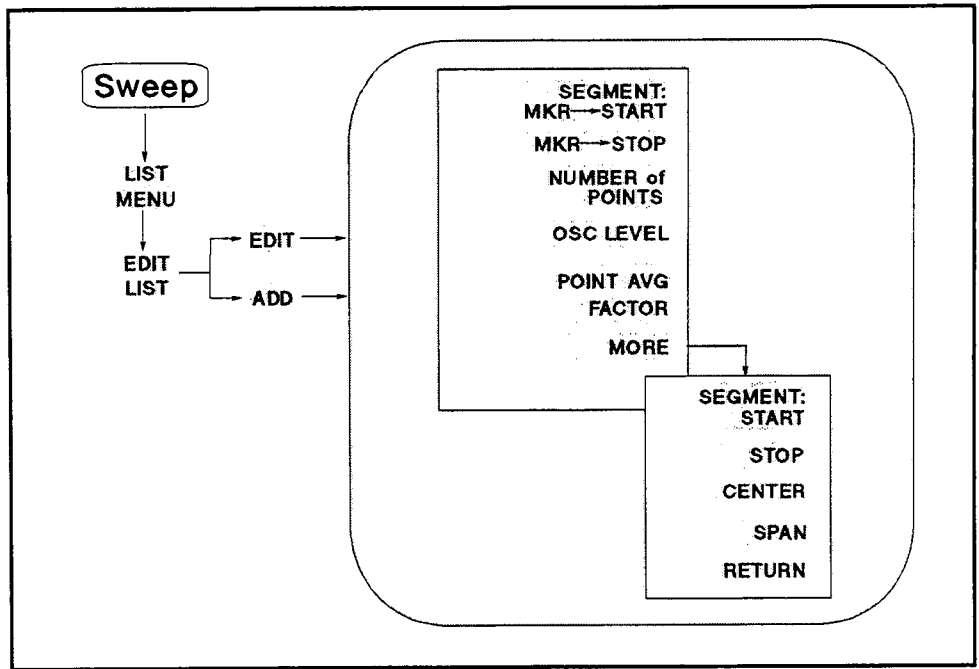 Sweep
LIST
MENU
EDIT
LIST
EDIT
ADD
SEGMENT:
MKR→START
MKR→STOP
NUMBER of
POINTS
OSC LEVEL
POINT AVG
FACTOR
MORE
SEGMENT:
START
STOP
CENTER
SPAN
RETURN